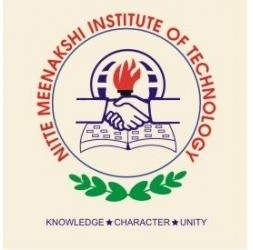 NITTE MEENAKSHI INSTITUTE OF TECHNOLOGY
KNOWLEDGE★CHARACTER★UNITY